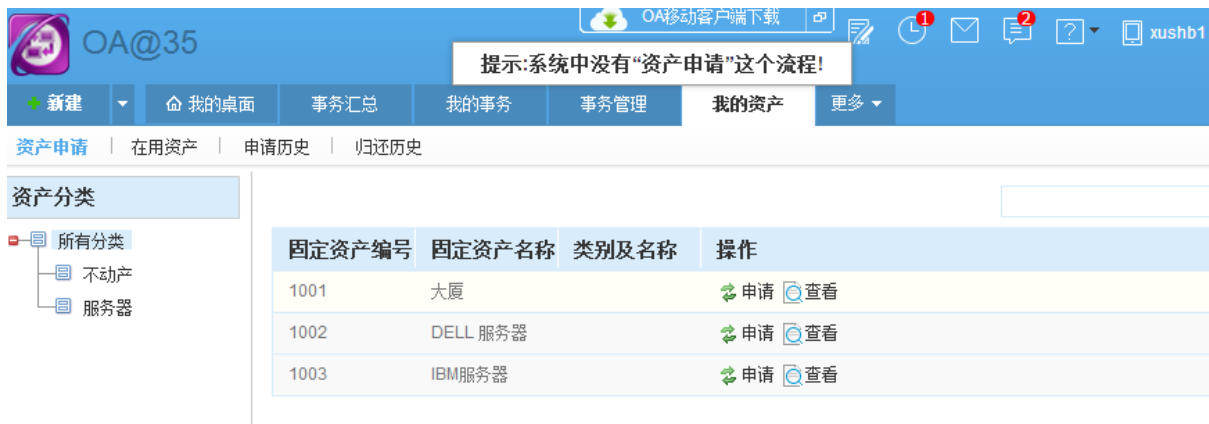 OA@35
OA移动客户端下载
1
2
?
xushb1
提示:系统中没有“资产申请”这个流程!
新建 我的桌面 事务汇总 我的事务 事务管理 我的资产 更多
资产申请 在用资产 申请历史 归还历史
资产分类
所有分类
不动产
服务器
固定资产编号 固定资产名称 类别及名称 操作
1001 大厦 申请 查看
1002 DELL 服务器 申请 查看
1003 IBM服务器 申请 查看